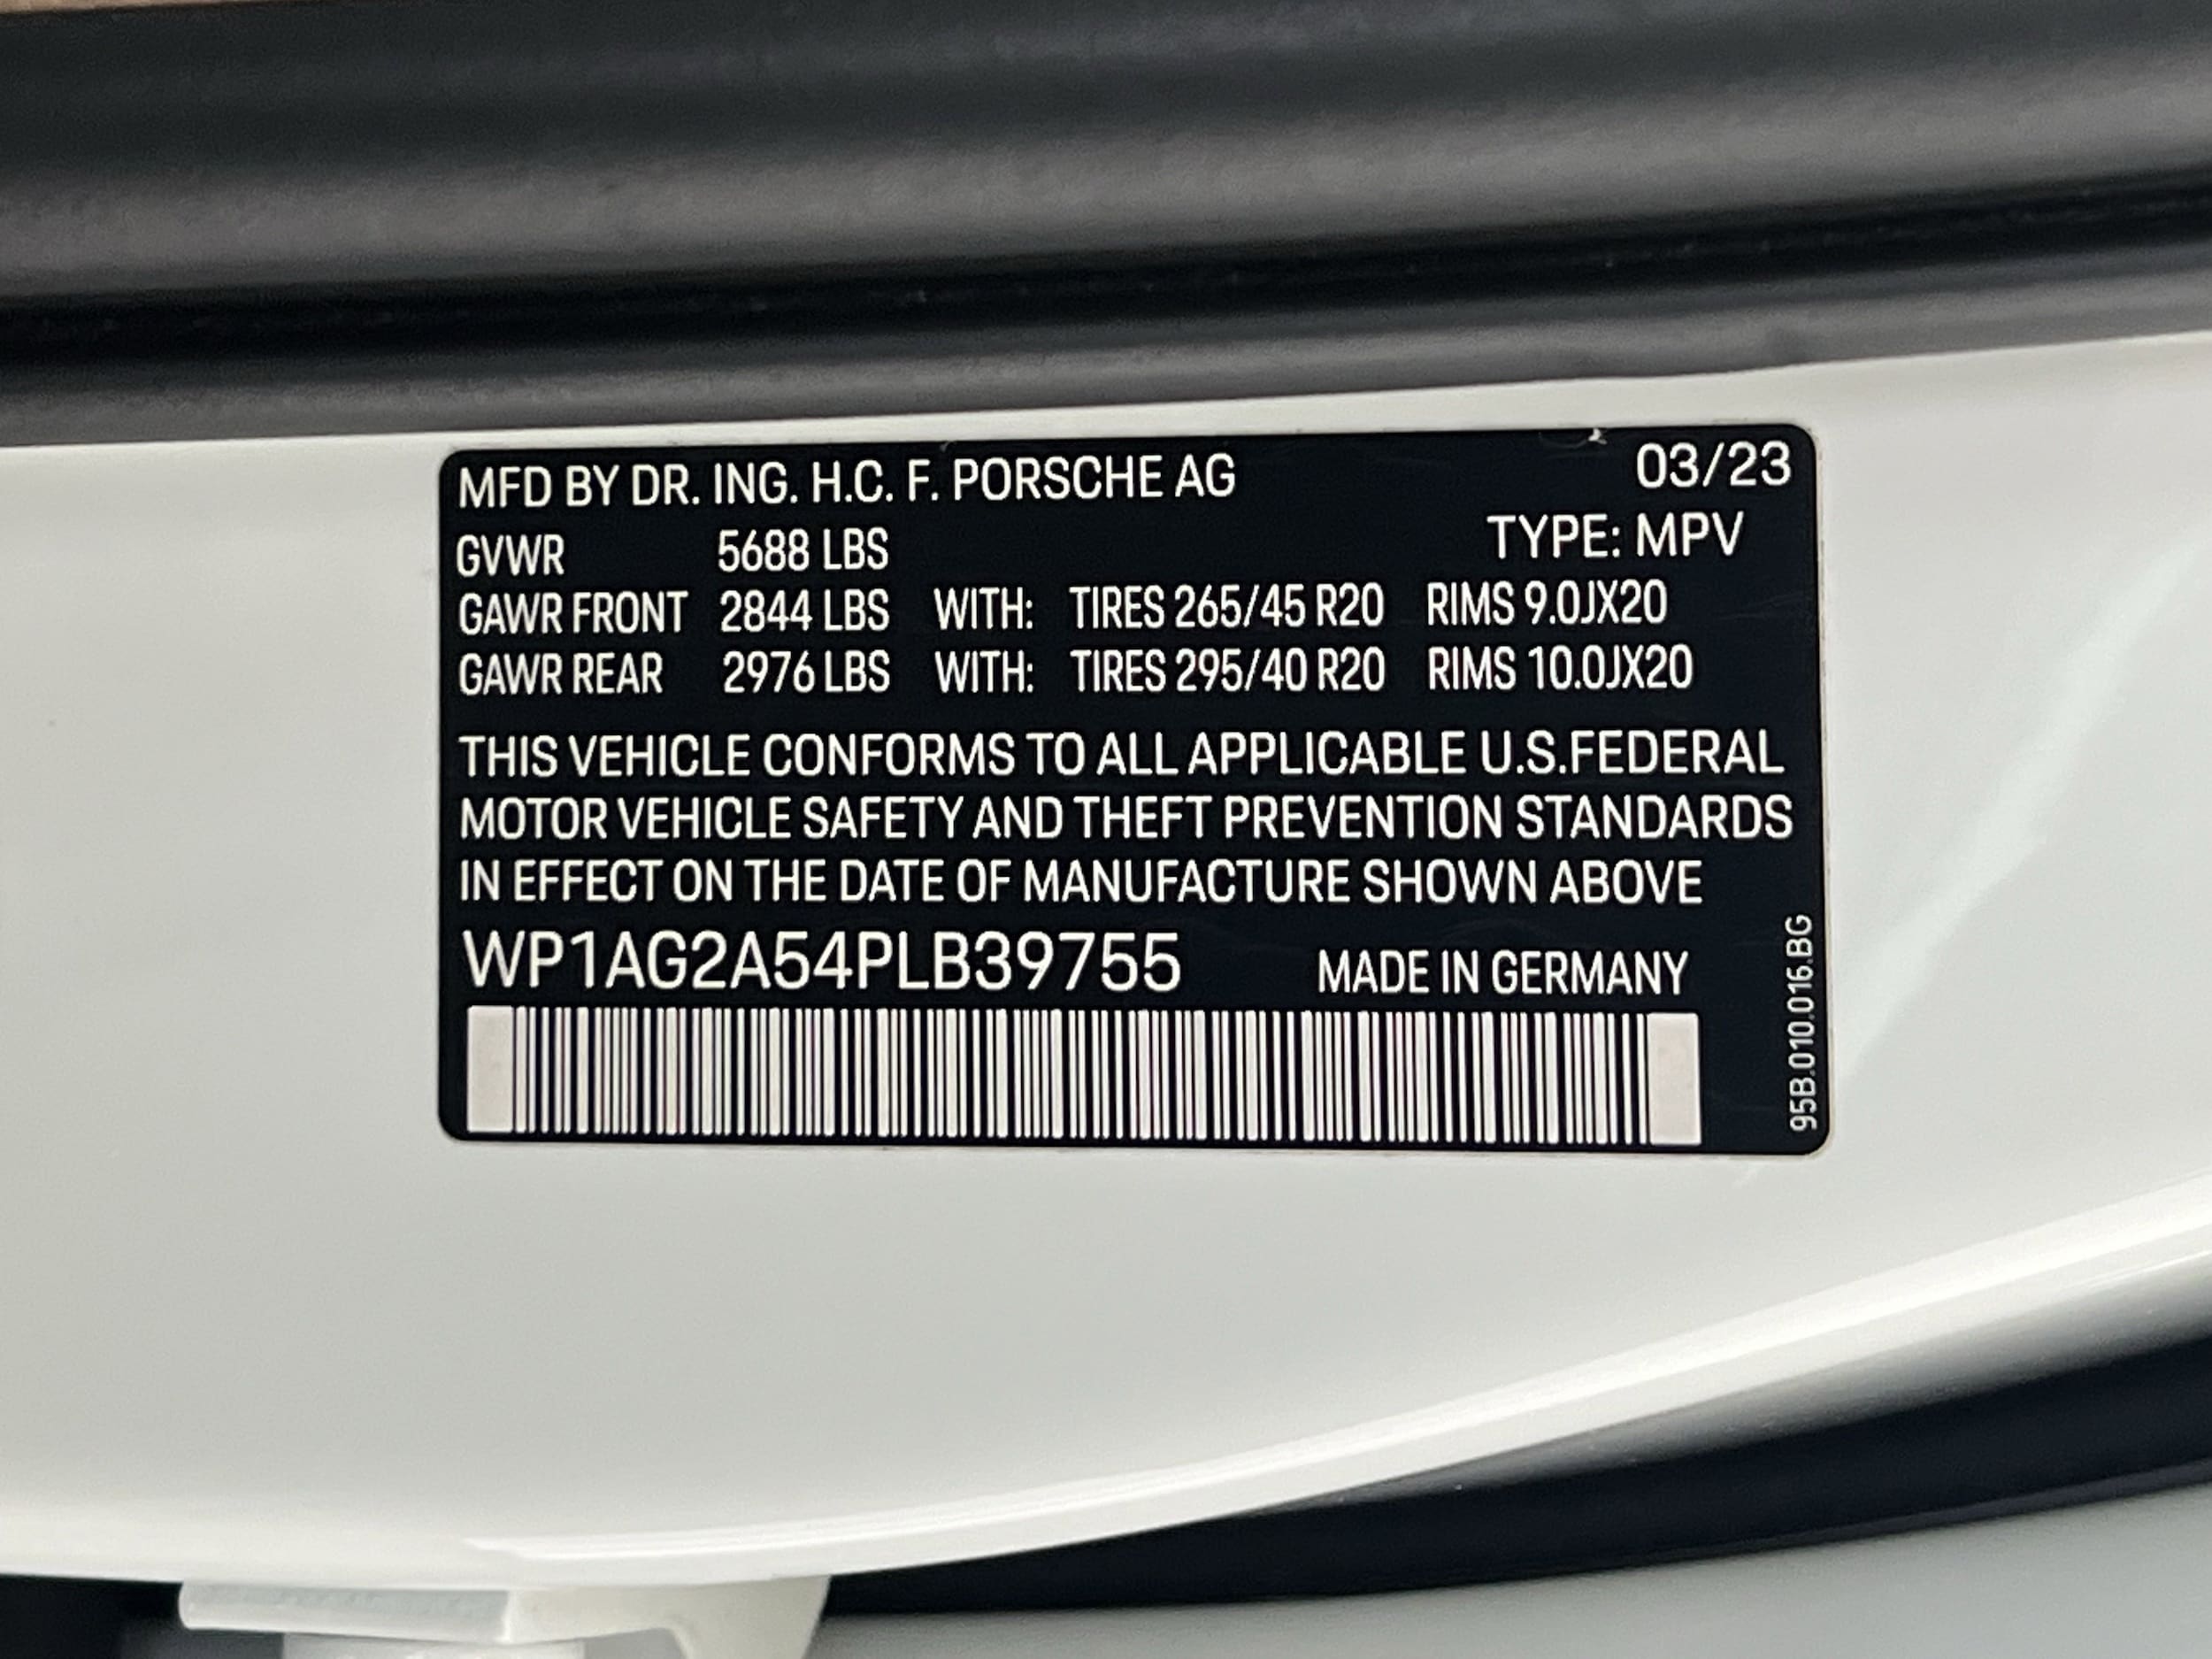 MFD BY DR. ING. H.C. F. PORSCHE AG 03/23
TYPE: MPV
GVWR 5688 LBS
GAWR FRONT 2844 LBS WITH: TIRES 265/45 R20 RIMS 9.0JX20
GAWR REAR 2976 LBS WITH: TIRES 295/40 R20 RIMS 10.0JX20
THIS VEHICLE CONFORMS TO ALL APPLICABLE U.S.FEDERAL
MOTOR VEHICLE SAFETY AND THEFT PREVENTION STANDARDS
IN EFFECT ON THE DATE OF MANUFACTURE SHOWN ABOVE
WP1AG2A54PLB39755 MADE IN GERMANY
95B.010.016.BG